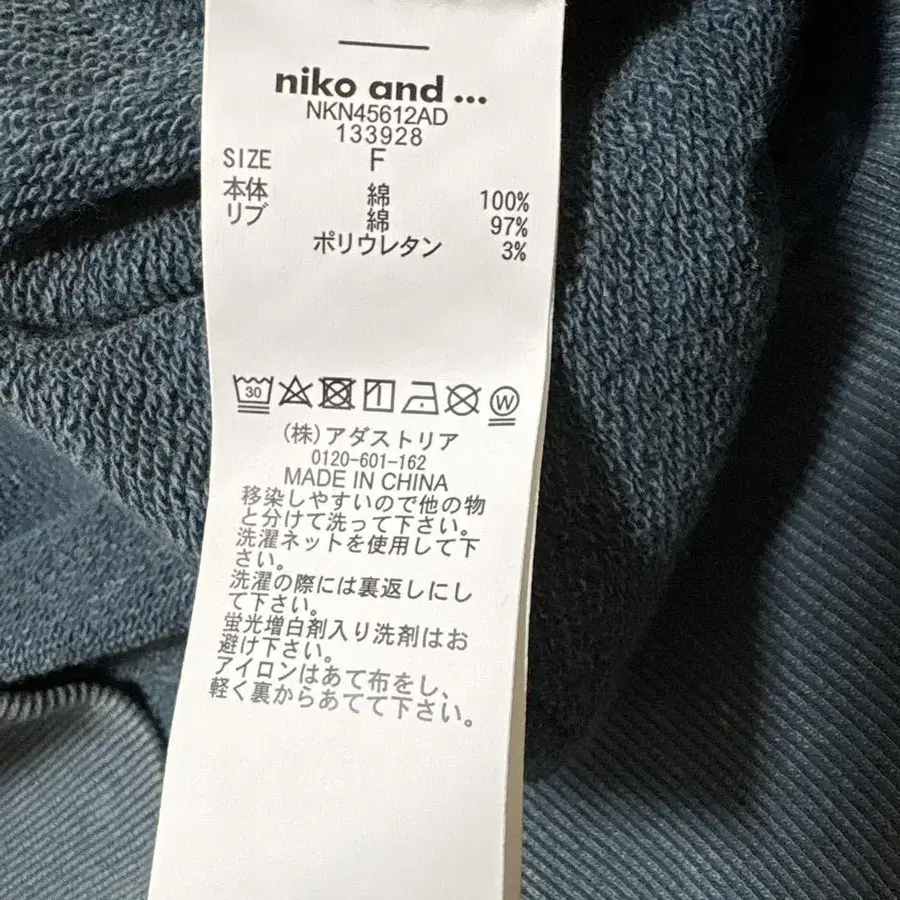 niko and ...
NKN45612AD
133928
SIZE F
本体 綿 100%
リブ 綿 97%
ポリウレタン 3%
30 W
(株)アダストリア
0120-601-162
MADE IN CHINA
移染しやすいので他の物
と分けて洗って下さい。
洗濯ネットを使用して下
さい。
洗濯の際には裏返しにし
て下さい。
蛍光増白剤入り洗剤はお
避け下さい。
アイロンはあて布をし、
軽く裏からあてて下さい。